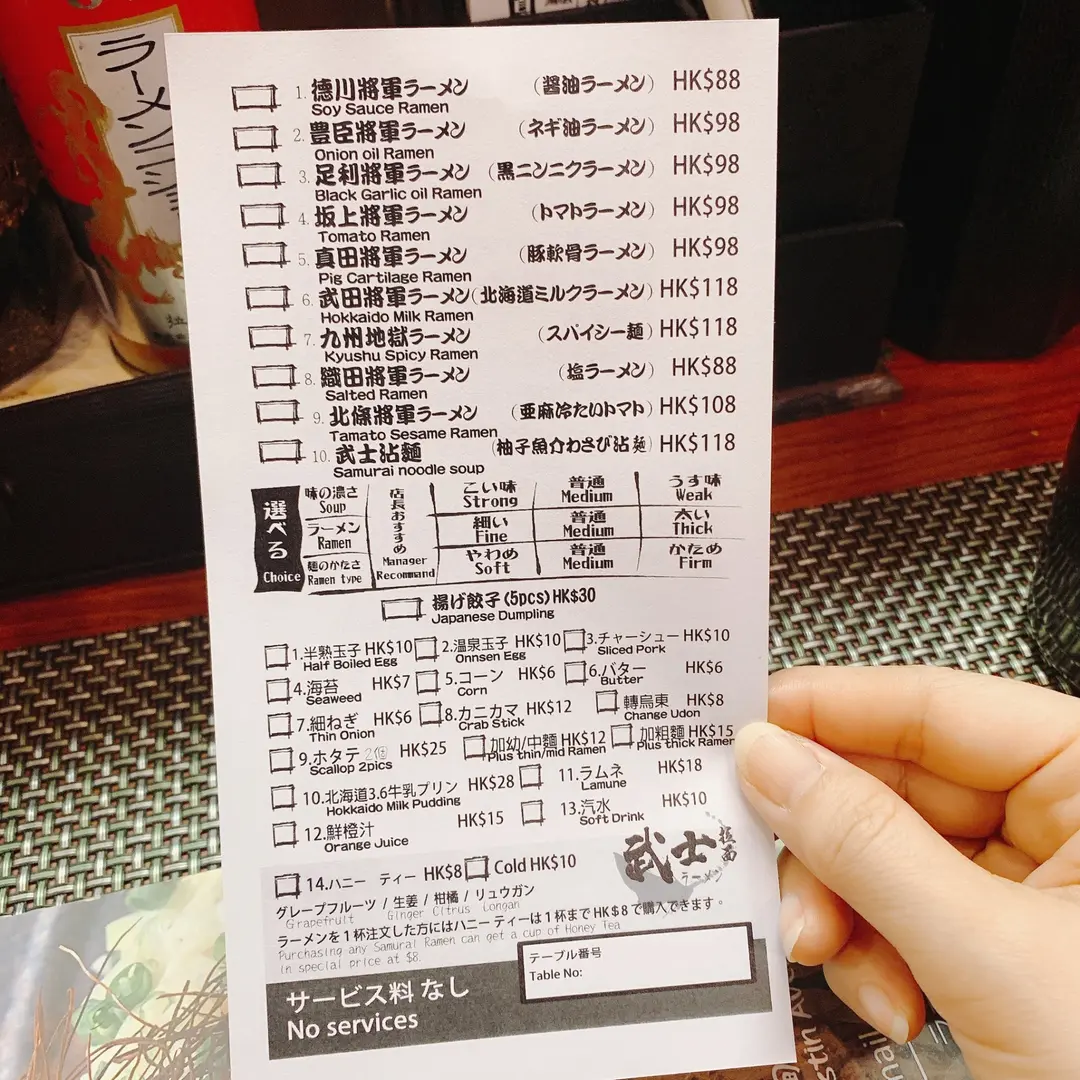 ラーメン
1. 德川將軍ラーメン (醤油ラーメン) HK$88
Soy Sauce Ramen
2. 豊臣將軍ラーメン (ネギ油ラーメン) HK$98
Onion oil Ramen
3. 足利將軍ラーメン (黒ニンニクラーメン) HK$98
Black Garlic oil Ramen
4. 坂上將軍ラーメン (トマトラーメン) HK$98
Tomato Ramen
5. 真田將軍ラーメン (豚軟骨ラーメン) HK$98
Pig Cartilage Ramen
6. 武田將軍ラーメン (北海道ミルクラーメン) HK$118
Hokkaido Milk Ramen
7. 九州地獄ラーメン (スパイシー麺) HK$118
Kyushu Spicy Ramen
8. 織田將軍ラーメン (塩ラーメン) HK$88
Salted Ramen
9. 北條將軍ラーメン (亜麻冷たいトマト) HK$108
Tamato Sesame Ramen
10. 武士沾麵 (柚子魚介わさび沾麺) HK$118
Samurai noodle soup
選べる Choice
味の濃さ Soup
ラーメン Ramen
麺のかたさ Ramen type
店長おすすめ Manager Recommand
こい味 Strong 普通 Medium うす味 Weak
細い Fine 普通 Medium 太い Thick
やわめ Soft 普通 Medium かため Firm
揚げ餃子(5pcs)HK$30
Japanese Dumpling
1.半熟玉子 HK$10 2.温泉玉子 HK$10 3.チャーシュー HK$10
Half Boiled Egg Onnsen Egg Sliced Pork
4.海苔 HK$7 5.コーン HK$6 6.バター HK$6
Seaweed Corn Butter
7.細ねぎ HK$6 8.カニカマ HK$12 轉烏東 HK$8
Thin Onion Crab Stick Change Udon
9.ホタテ 2個 HK$25 加幼/中麵 HK$12 加粗麵 HK$15
Scallop 2pics Plus thin/mid Ramen Plus thick Ramen
10.北海道3.6牛乳プリン HK$28 11.ラムネ HK$18
Hokkaido Milk Pudding Lamune
12.鮮橙汁 HK$15 13.汽水 HK$10
Orange Juice Soft Drink
武士拉面
ラーメン
14.ハニー ティー HK$8 Cold HK$10
グレープフルーツ / 生姜 / 柑橘 / リュウガン
Grapefruit Ginger Citrus Longan
ラーメンを1杯注文した方にはハニーティーは1杯まで HK$8で購入できます。
Purchasing any Samurai Ramen can get a cup of Honey Tea
in special price at $8.
テーブル番号
Table No:
サービス料 なし
No services